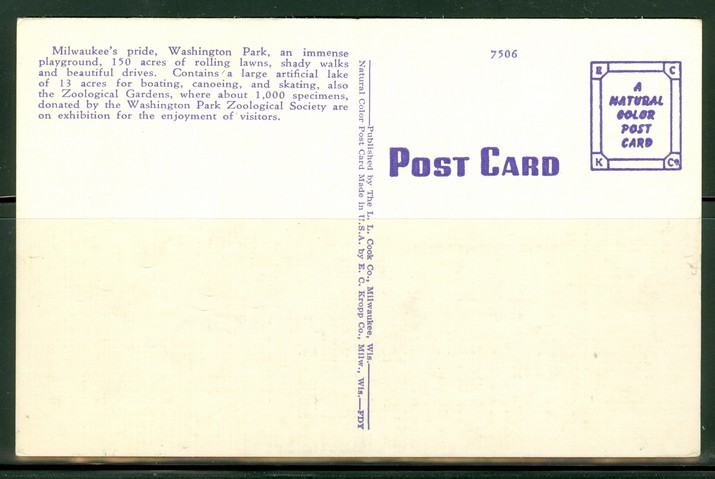 Milwaukee's pride, Washington Park, an immense
playground, 150 acres of rolling lawns, shady walks
and beautiful drives. Contains a large artificial lake
of 13 acres for boating, canoeing, and skating, also
the Zoological Gardens, where about 1,000 specimens,
donated by the Washington Park Zoological Society are
on exhibition for the enjoyment of visitors.
Published by The L. L. Cook Co., Milwaukee, Wis.
Natural Color Post Card Made in U.S.A. by E. C. Kropp Co., Milw., Wis.—FDY
7506
POST CARD
E C
A
NATURAL
COLOR
POST
CARD
K Co.